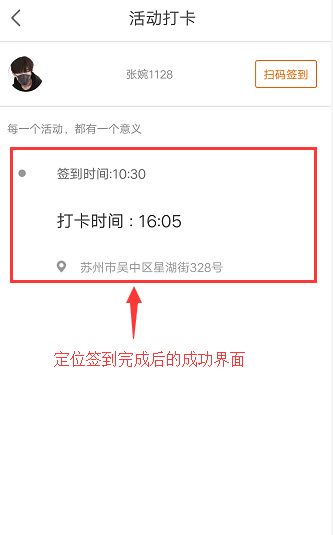 活动打卡
张婉1128
扫码签到
每一个活动，都有一个意义
签到时间:10:30
打卡时间 : 16:05
苏州市吴中区星湖街328号
定位签到完成后的成功界面